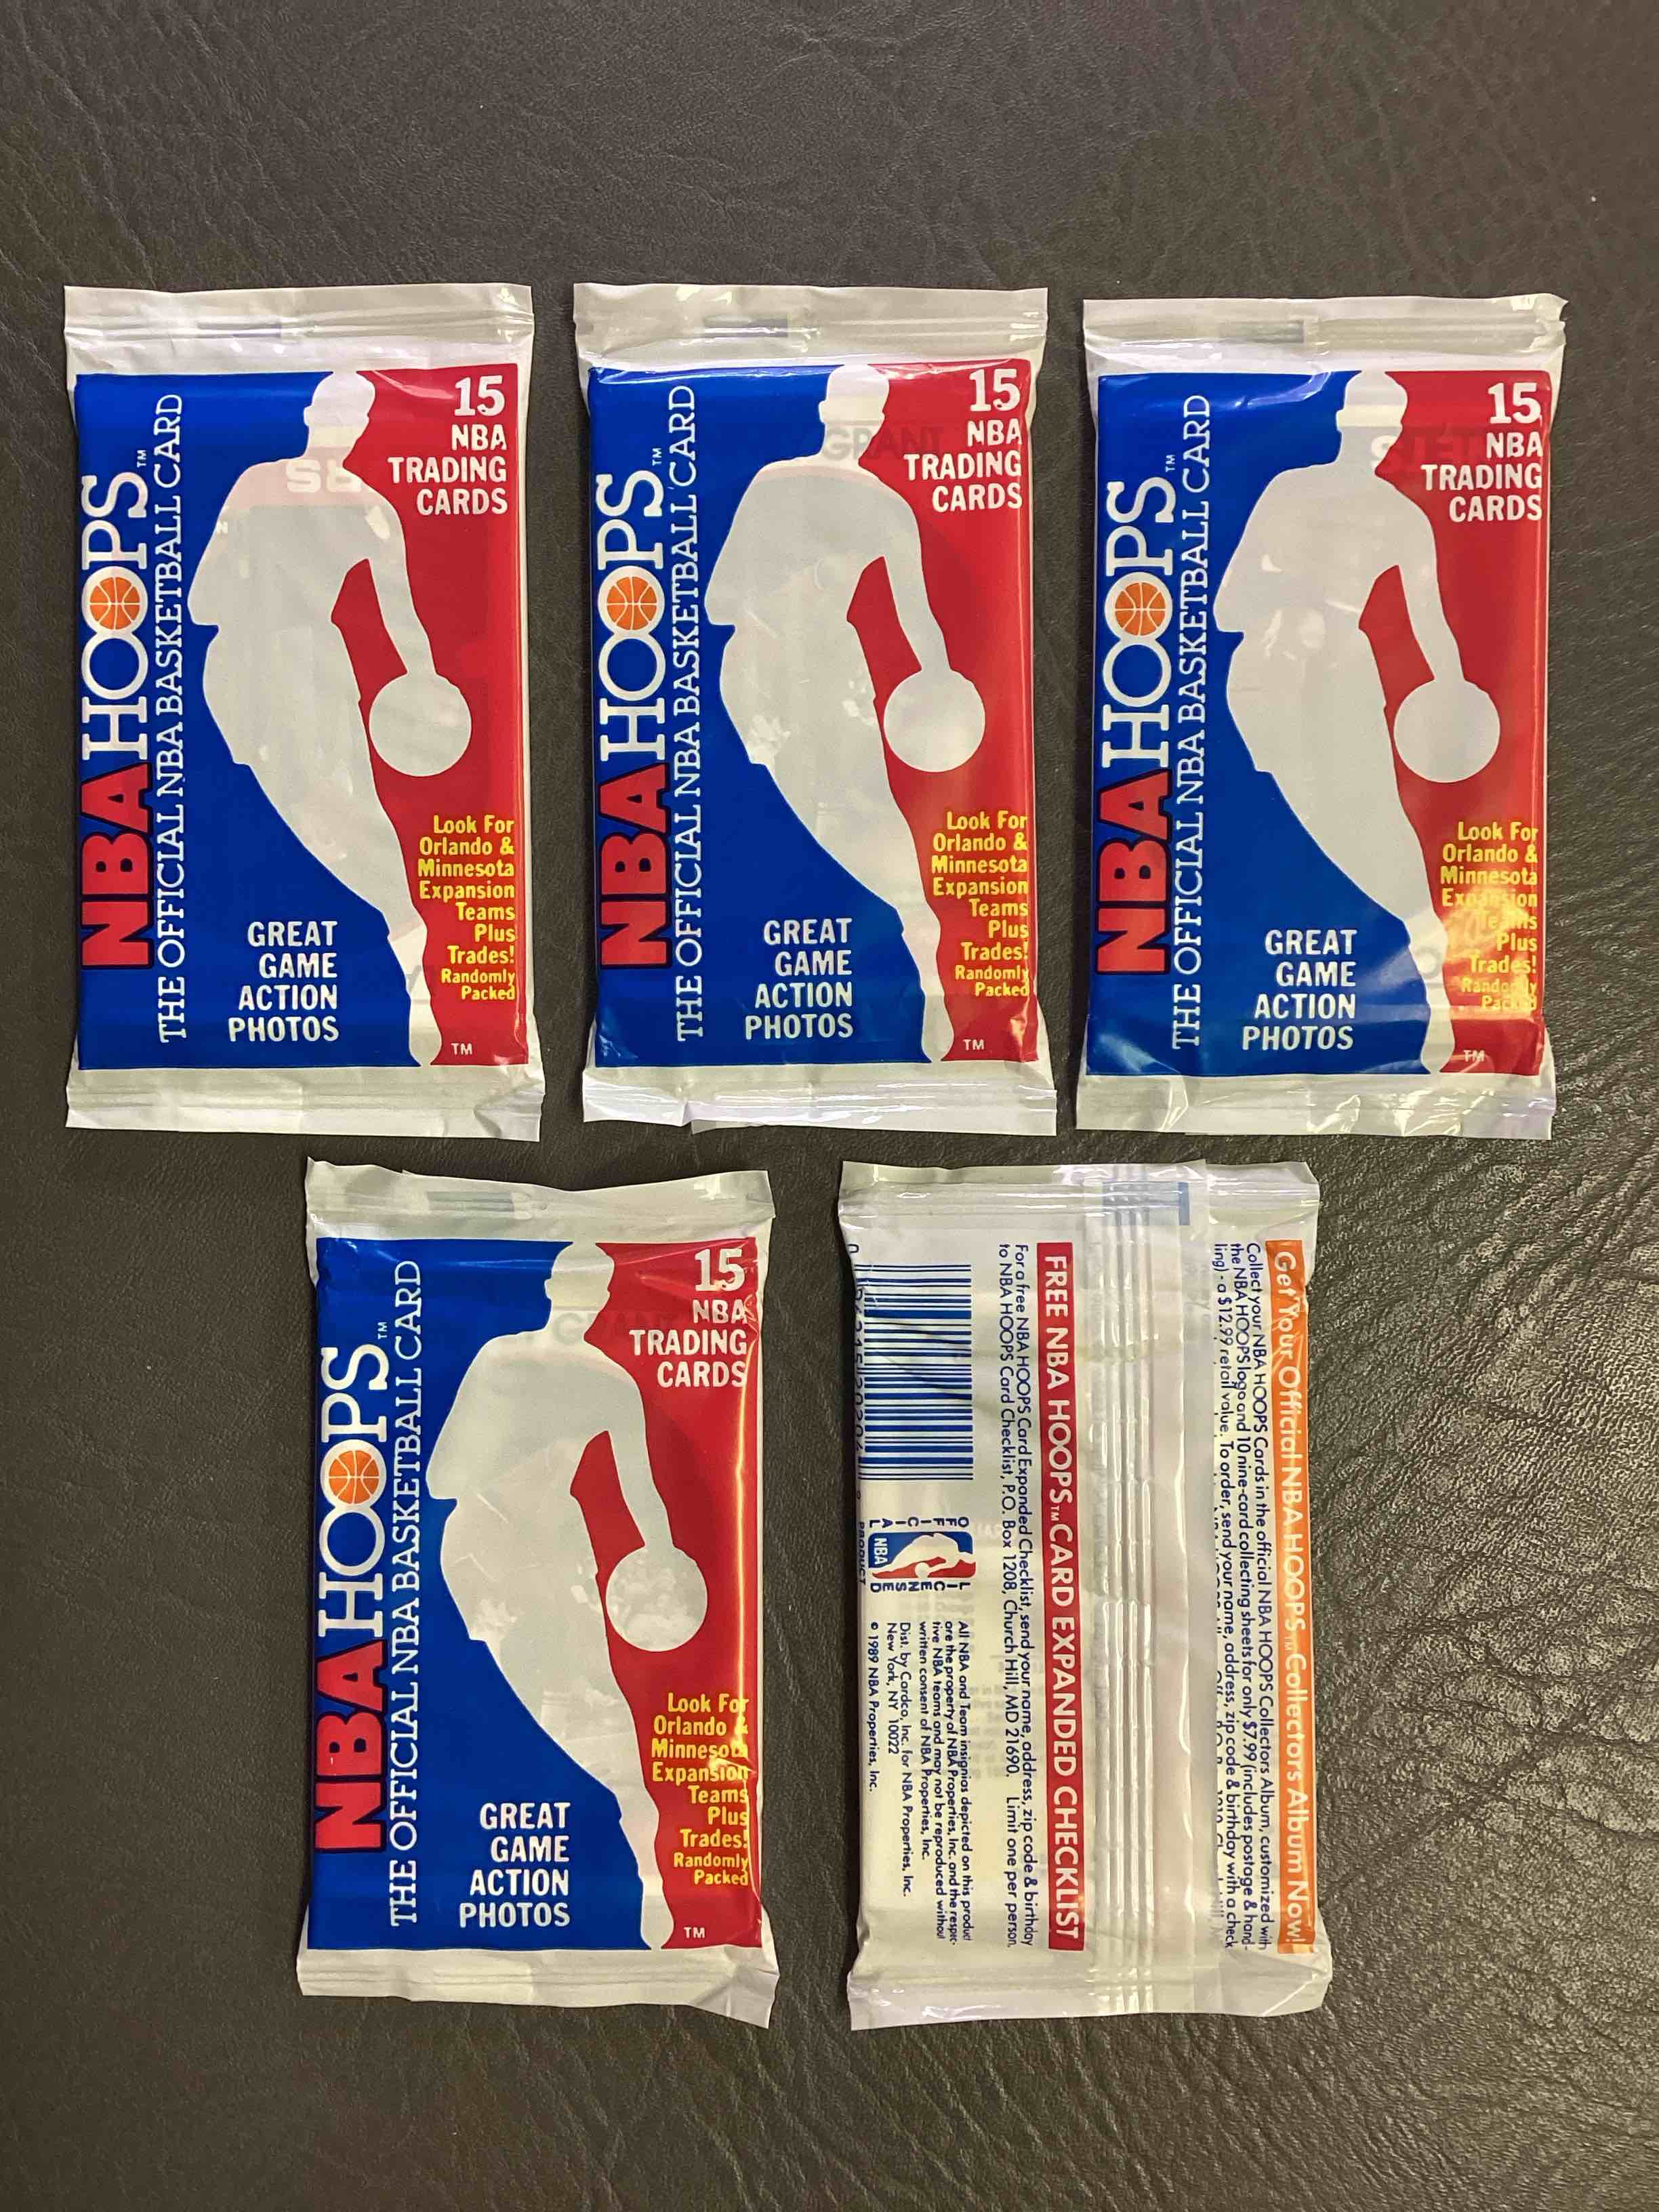 15
NBA
TRADING
CARDS
NBA HOOPS™
THE OFFICIAL NBA BASKETBALL CARD
RS
Look For
Orlando &
Minnesota
Expansion
Teams
Plus
Trades!
Randomly
Packed
GREAT
GAME
ACTION
PHOTOS
TM
15
NBA
TRADING
CARDS
NBA HOOPS™
THE OFFICIAL NBA BASKETBALL CARD
GRANT
Look For
Orlando &
Minnesota
Expansion
Teams
Plus
Trades!
Randomly
Packed
GREAT
GAME
ACTION
PHOTOS
TM
15
NBA
TRADING
CARDS
NBA HOOPS™
THE OFFICIAL NBA BASKETBALL CARD
Look For
Orlando &
Minnesota
Expansion
Teams
Plus
Trades!
Randomly
Packed
GREAT
GAME
ACTION
PHOTOS
TM
15
NBA
TRADING
CARDS
NBA HOOPS™
THE OFFICIAL NBA BASKETBALL CARD
GRANT
Look For
Orlando &
Minnesota
Expansion
Teams
Plus
Trades!
Randomly
Packed
GREAT
GAME
ACTION
PHOTOS
TM
Get Your Official NBA HOOPS™ Collectors Album Now!
Collect your NBA HOOPS Cards in the official NBA HOOPS Collectors Album, customized with
the NBA HOOPS logo and 10 nine-card collecting sheets for only $7.99 (includes postage & hand-
ling) - a $12.99 retail value. To order, send your name, address, zip code & birthday with a check
FREE NBA HOOPS™ CARD EXPANDED CHECKLIST
For a free NBA HOOPS Card Expanded Checklist, send your name, address, zip code & birthday
to NBA HOOPS Card Checklist, P.O. Box 1208, Church Hill, MD 21690. Limit one per person.
OFFICIAL
LICENSED
NBA
PRODUCT
All NBA and Team insignias depicted on this product
are the property of NBA Properties, Inc. and the respec-
tive NBA teams and may not be reproduced without
written consent of NBA Properties, Inc.
Dist. by Cardco, Inc. for NBA Properties, Inc.
New York, NY 10022
© 1989 NBA Properties, Inc.